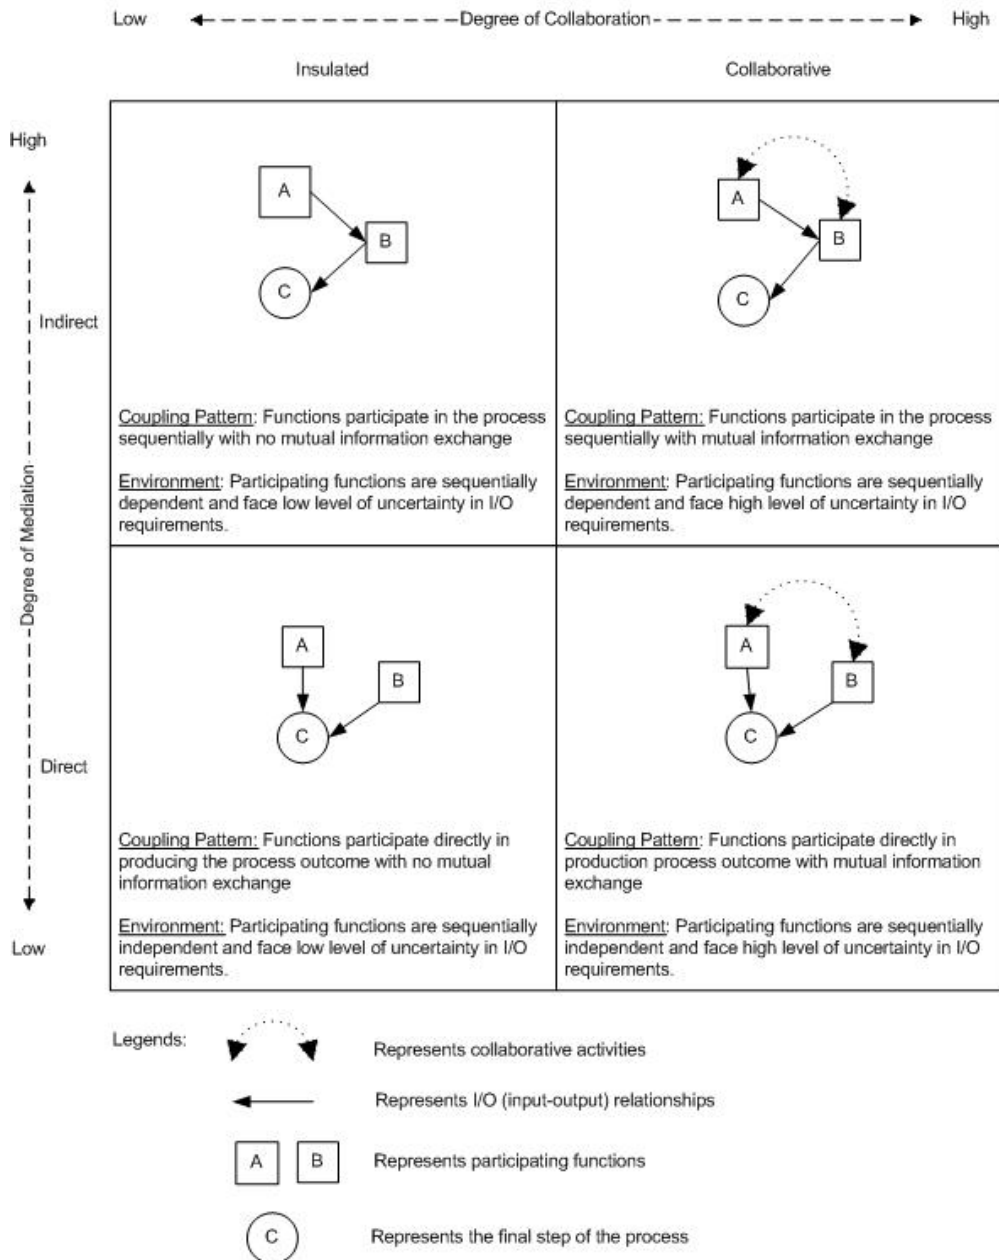 Low Degree of Collaboration High
Insulated Collaborative
High
Indirect
Degree of Mediation
Direct
Low
A
B
C
Coupling Pattern: Functions participate in the process
sequentially with no mutual information exchange
Environment: Participating functions are sequentially
dependent and face low level of uncertainty in I/O
requirements.
A
B
C
Coupling Pattern: Functions participate in the process
sequentially with mutual information exchange
Environment: Participating functions are sequentially
dependent and face high level of uncertainty in I/O
requirements.
A
B
C
Coupling Pattern: Functions participate directly in
producing the process outcome with no mutual
information exchange
Environment: Participating functions are sequentially
independent and face low level of uncertainty in I/O
requirements.
A
B
C
Coupling Pattern: Functions participate directly in
production process outcome with mutual information
exchange
Environment: Participating functions are sequentially
independent and face high level of uncertainty in I/O
requirements.
Legends:
Represents collaborative activities
Represents I/O (input-output) relationships
A B Represents participating functions
C Represents the final step of the process